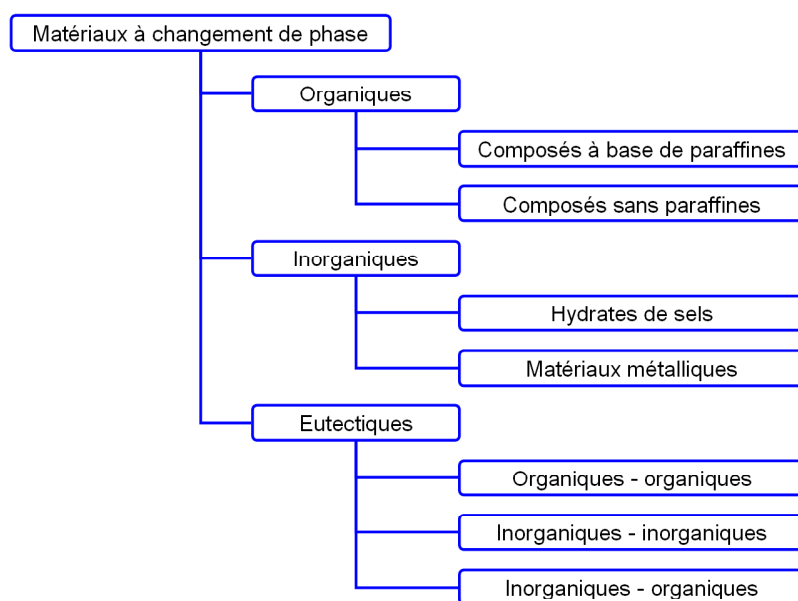 Matériaux à changement de phase
Organiques
Composés à base de paraffines
Composés sans paraffines
Inorganiques
Hydrates de sels
Matériaux métalliques
Eutectiques
Organiques - organiques
Inorganiques - inorganiques
Inorganiques - organiques